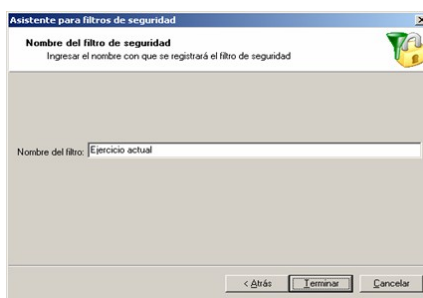 Asistente para filtros de seguridad
Nombre del filtro de seguridad
Ingresar el nombre con que se registrará el filtro de seguridad
Nombre del filtro: Ejercicio actual
< Atrás Terminar Cancelar